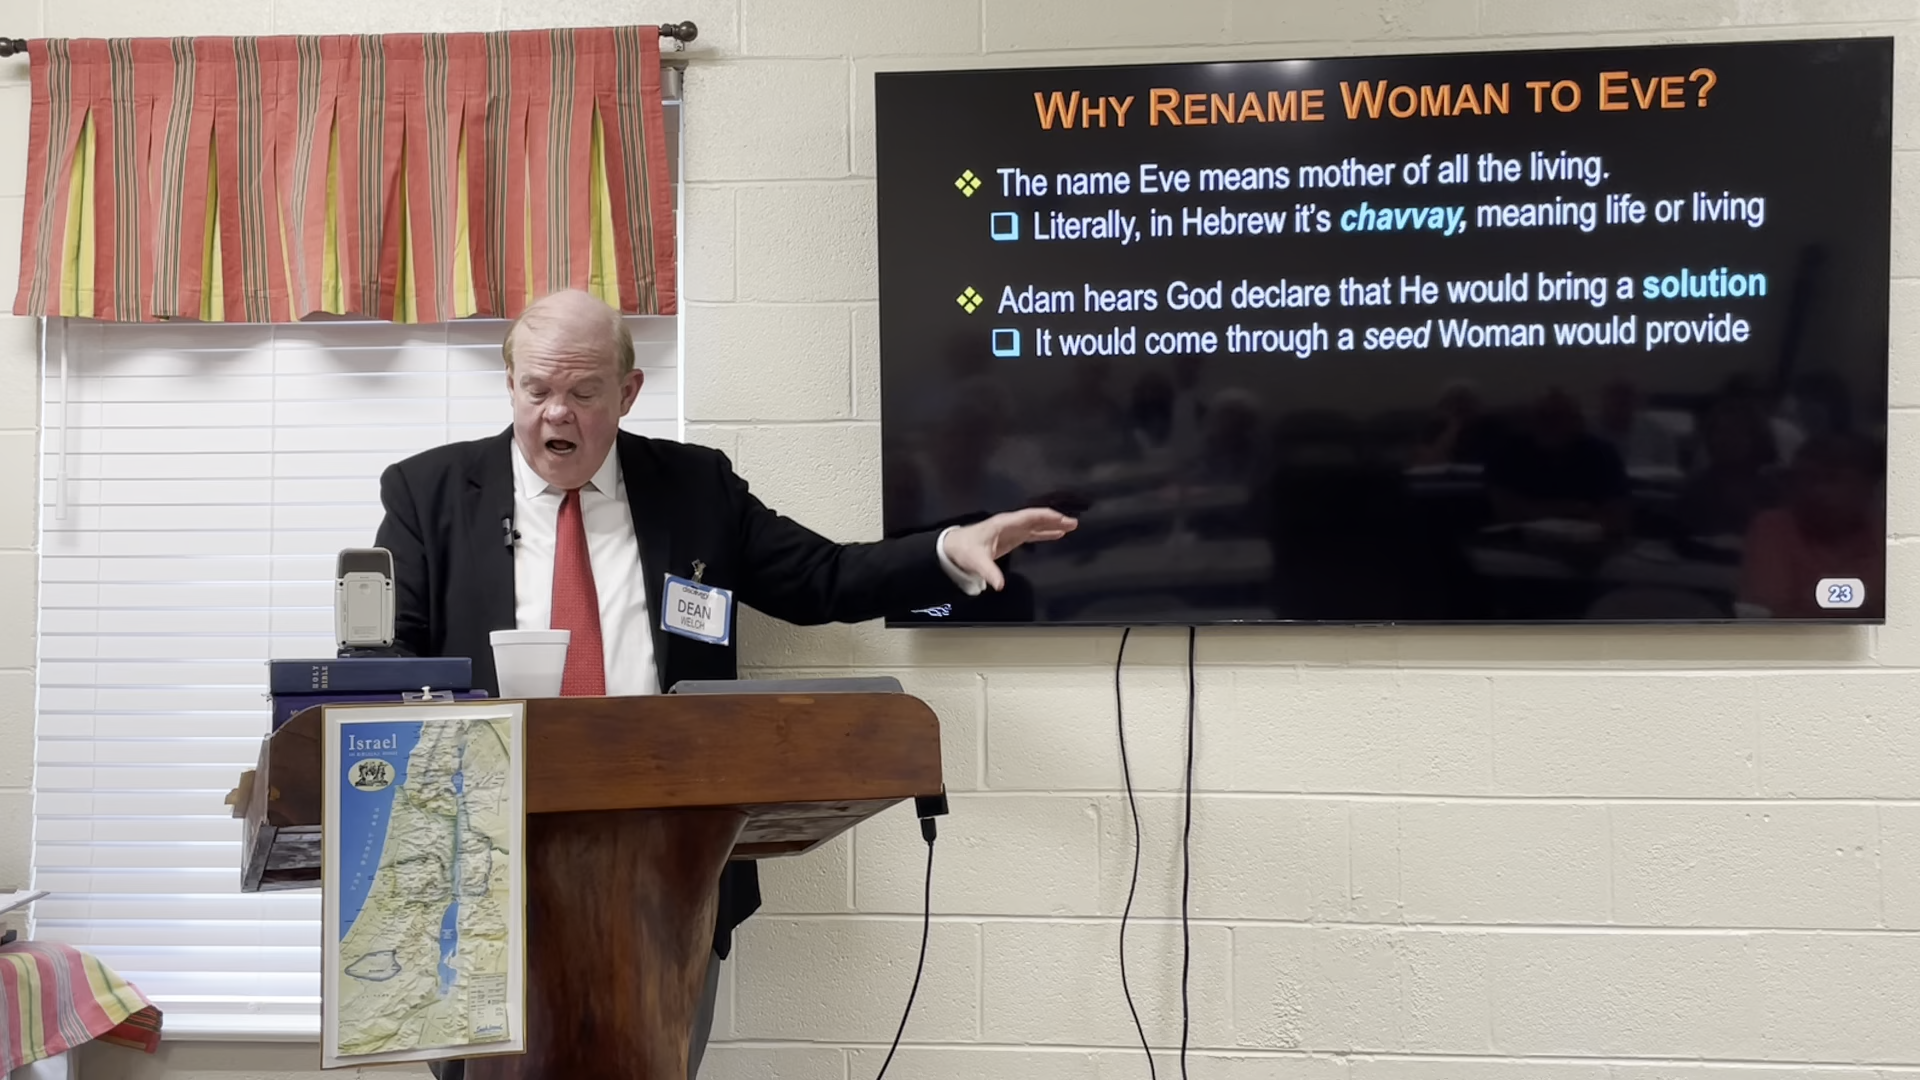 WHY RENAME WOMAN TO EVE?
The name Eve means mother of all the living.
Literally, in Hebrew it's chavvay, meaning life or living
Adam hears God declare that He would bring a solution
It would come through a seed Woman would provide
23
DEAN
WELCH
HOLY
BIBLE
Israel